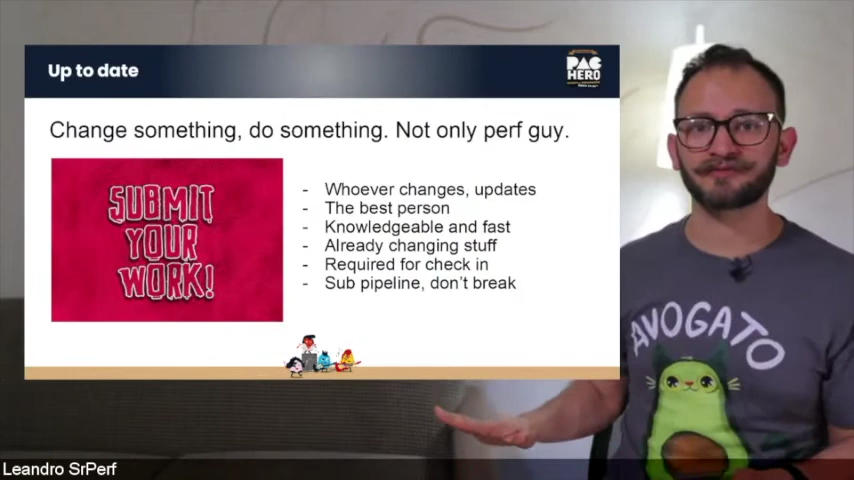 Up to date
PAC
HERO
Change something, do something. Not only perf guy.
SUBMIT
YOUR
WORK!
- Whoever changes, updates
- The best person
- Knowledgeable and fast
- Already changing stuff
- Required for check in
- Sub pipeline, don't break
AVOGATO
Leandro SrPerf